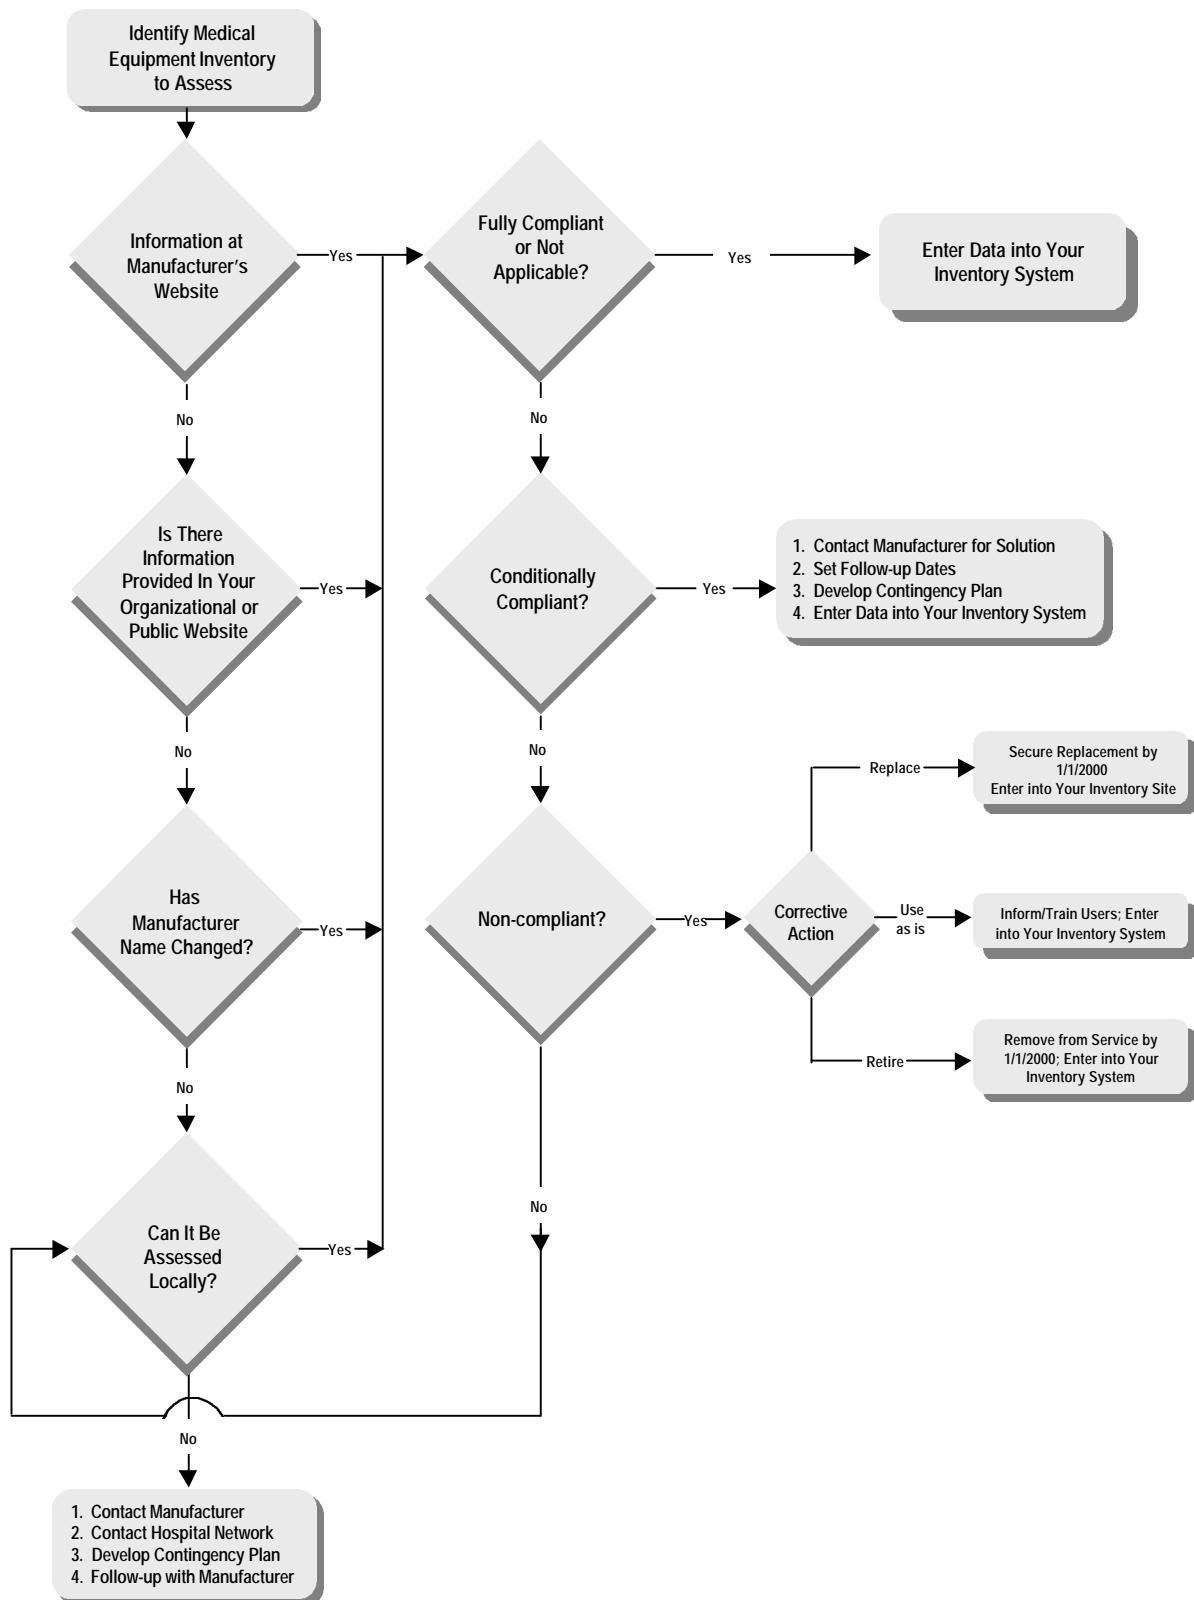 Identify Medical
Equipment Inventory
to Assess
Information at
Manufacturer's
Website
Yes
Fully Compliant
or Not
Applicable?
Yes
Enter Data into Your
Inventory System
No
No
Is There
Information
Provided In Your
Organizational or
Public Website
Yes
Conditionally
Compliant?
Yes
1. Contact Manufacturer for Solution
2. Set Follow-up Dates
3. Develop Contingency Plan
4. Enter Data into Your Inventory System
No
No
Replace
Secure Replacement by
1/1/2000
Enter into Your Inventory Site
Has
Manufacturer
Name Changed?
Yes
Non-compliant?
Yes
Corrective
Action
Use
as is
Inform/Train Users; Enter
into Your Inventory System
Retire
Remove from Service by
1/1/2000; Enter into Your
Inventory System
No
No
Can It Be
Assessed
Locally?
Yes
No
1. Contact Manufacturer
2. Contact Hospital Network
3. Develop Contingency Plan
4. Follow-up with Manufacturer